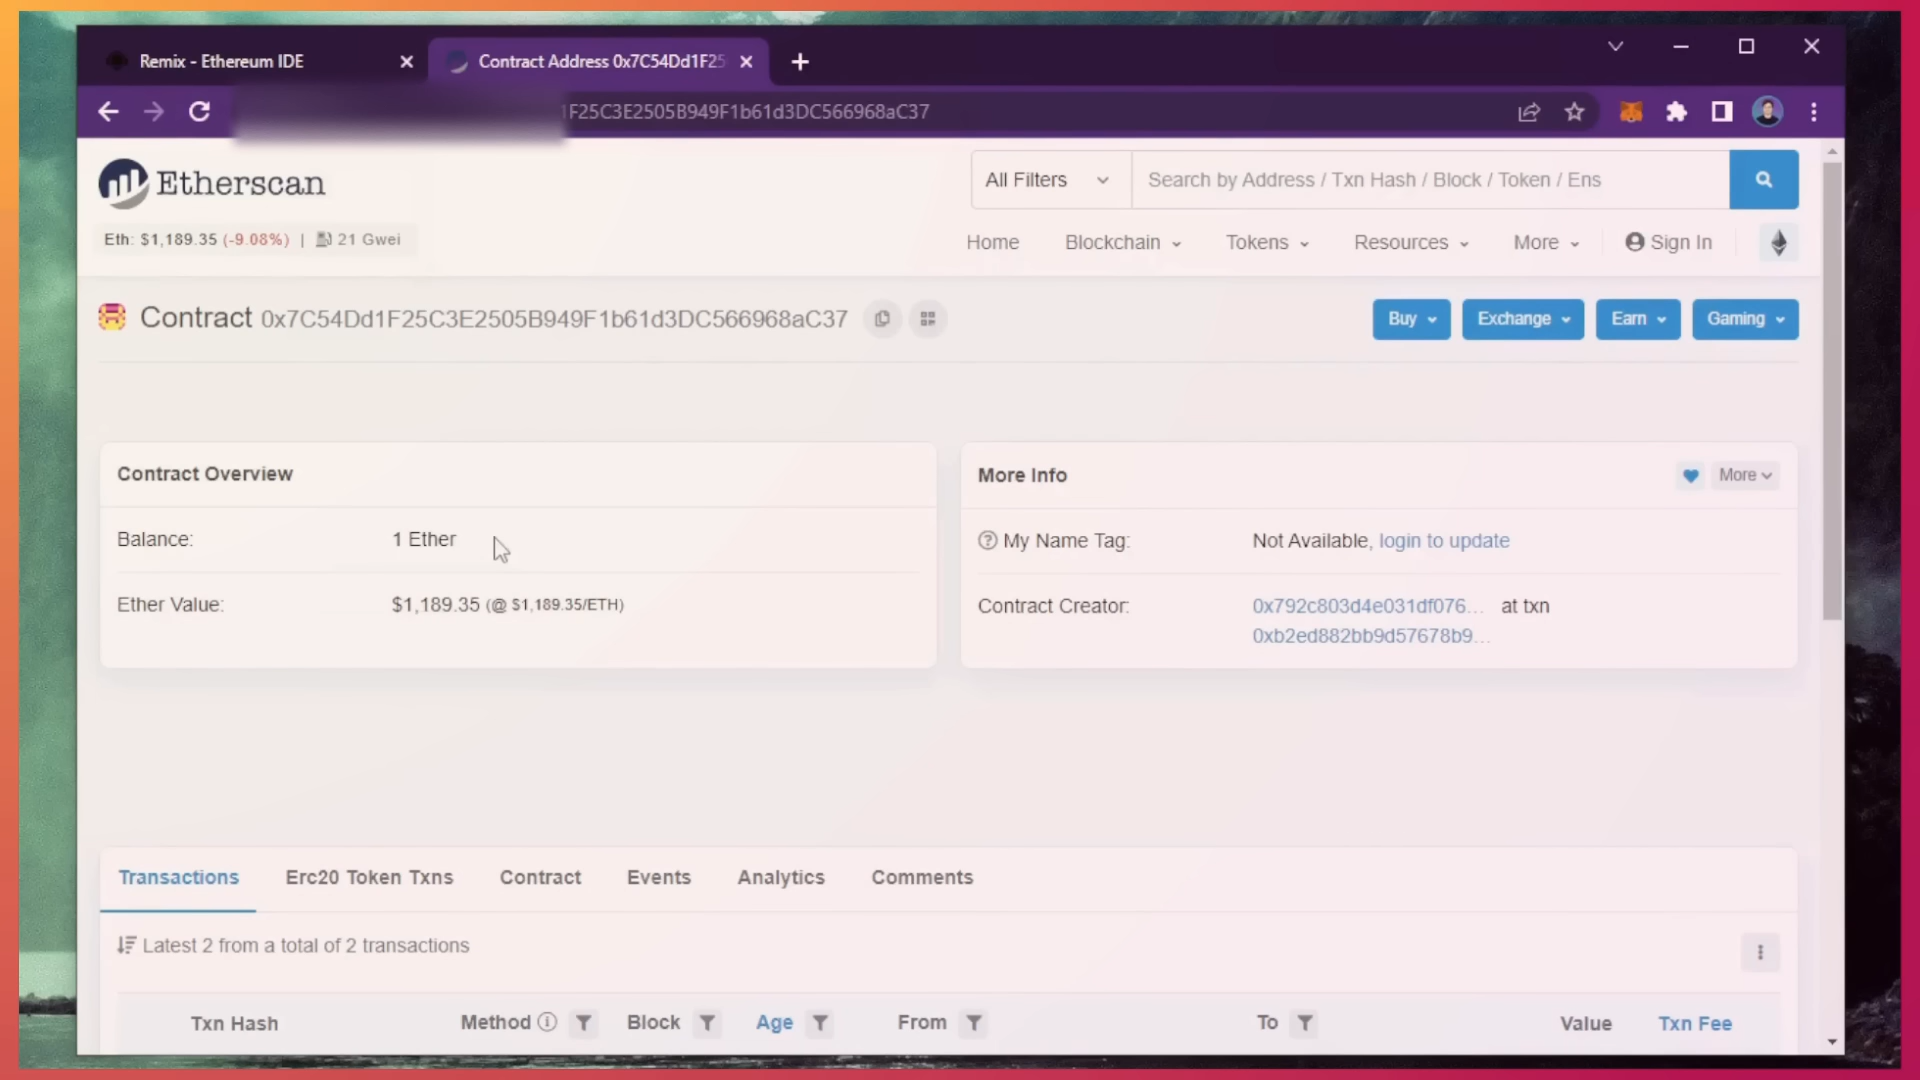 Remix - Ethereum IDE
Contract Address 0x7C54Dd1F25
F25C3E2505B949F1b61d3DC566968aC37
Etherscan
All Filters
Search by Address / Txn Hash / Block / Token / Ens
Eth: $1,189.35 (-9.08%) | 21 Gwei
Home Blockchain Tokens Resources More Sign In
Contract 0x7C54Dd1F25C3E2505B949F1b61d3DC566968aC37
Buy Exchange Earn Gaming
Contract Overview
Balance: 1 Ether
Ether Value: $1,189.35 (@ $1,189.35/ETH)
More Info
More
My Name Tag: Not Available, login to update
Contract Creator: 0x792c803d4e031df076... at txn
0xb2ed882bb9d57678b9...
Transactions Erc20 Token Txns Contract Events Analytics Comments
Latest 2 from a total of 2 transactions
Txn Hash Method Block Age From To Value Txn Fee